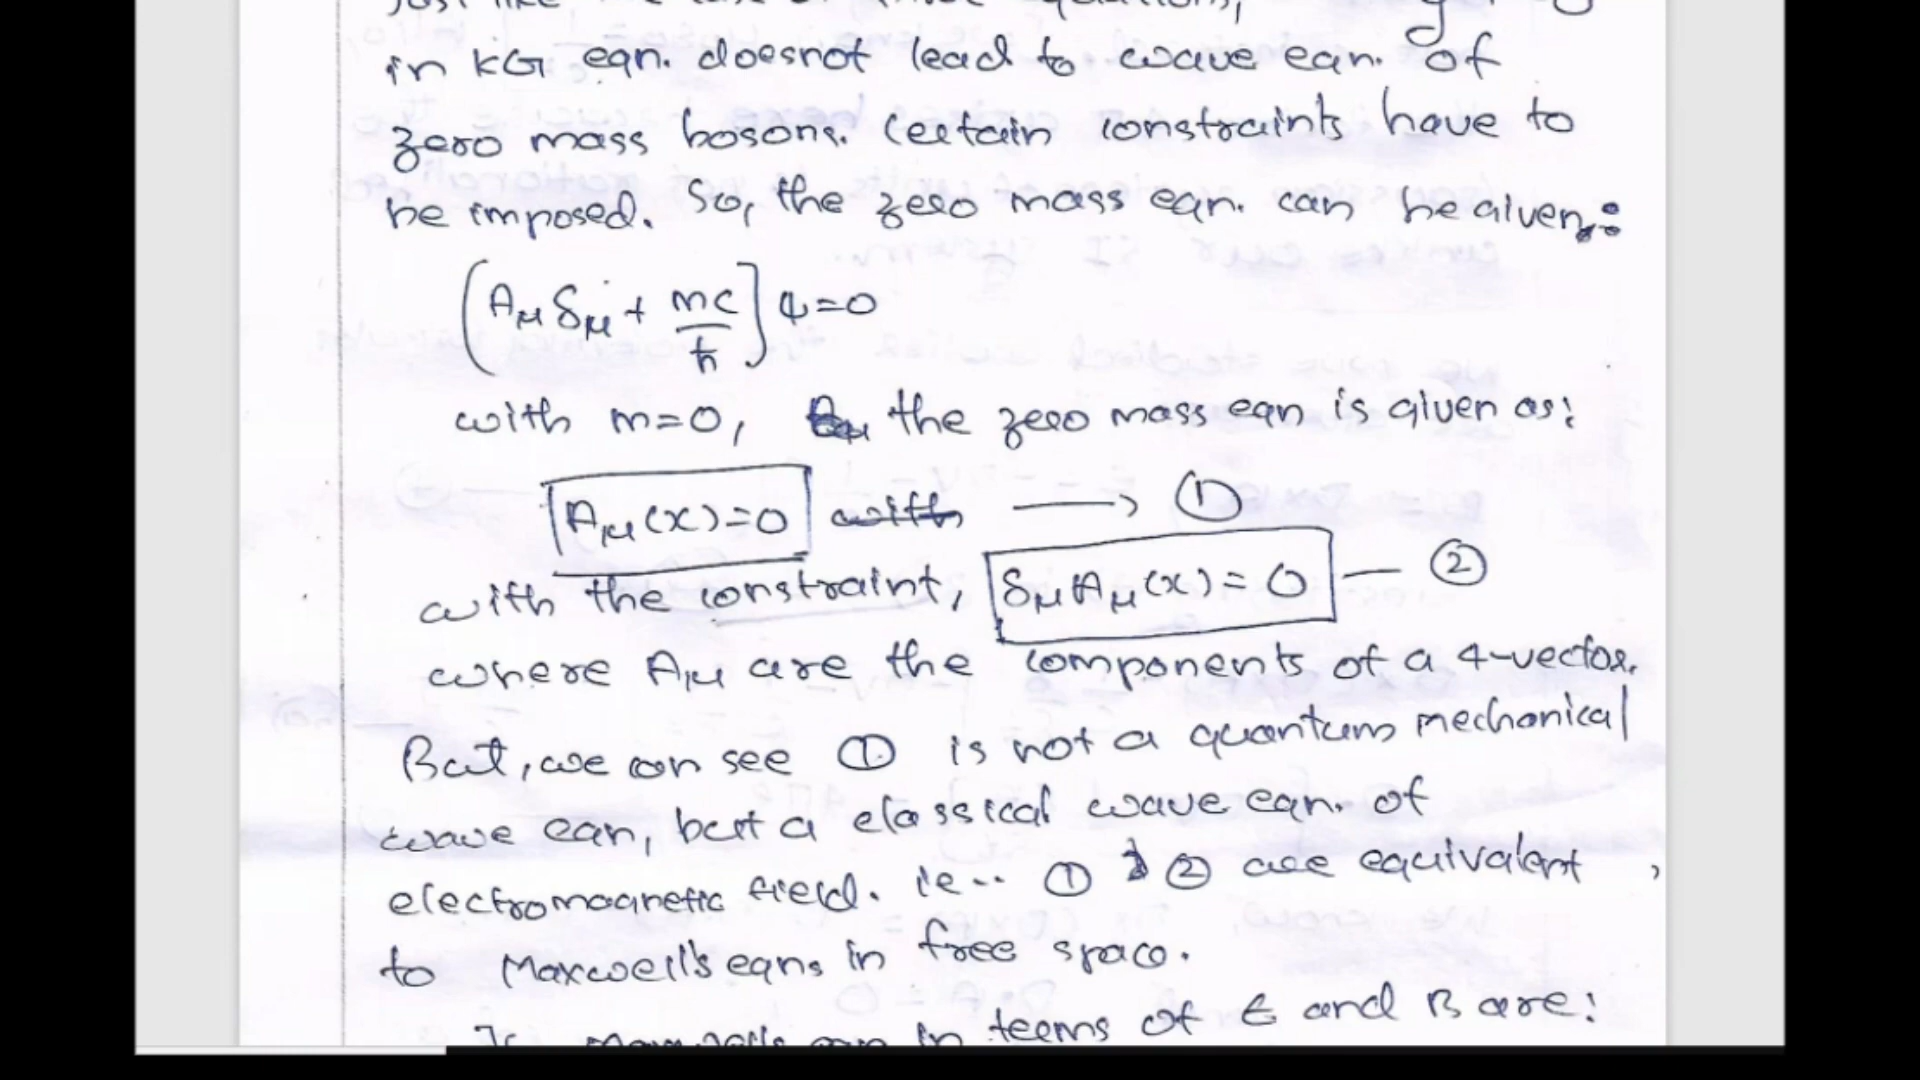 in KG eqn. doesnot lead to wave eqn. of
zero mass bosons. Certain constraints have to
be imposed. So, the zero mass eqn. can be given:
(Aμ δμ + mc/ħ] ψ=0
with m=0, the zero mass eqn is given as:
Aμ(x)=0 with → ①
with the constraint, δμAμ(x)=0 — ②
where Aμ are the components of a 4-vector.
But, we can see ① is not a quantum mechanical
wave eqn, but a classical wave eqn. of
electromagnetic field. ie.. ① & ② are equivalent
to Maxwell's eqns in free space.
in terms of E and B are: